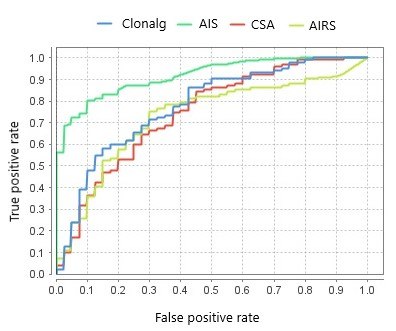 Clonalg AIS CSA AIRS
1.0
0.9
0.8
0.7
0.6
0.5
0.4
0.3
0.2
0.1
0.0
True positive rate
0.0 0.1 0.2 0.3 0.4 0.5 0.6 0.7 0.8 0.9 1.0
False positive rate